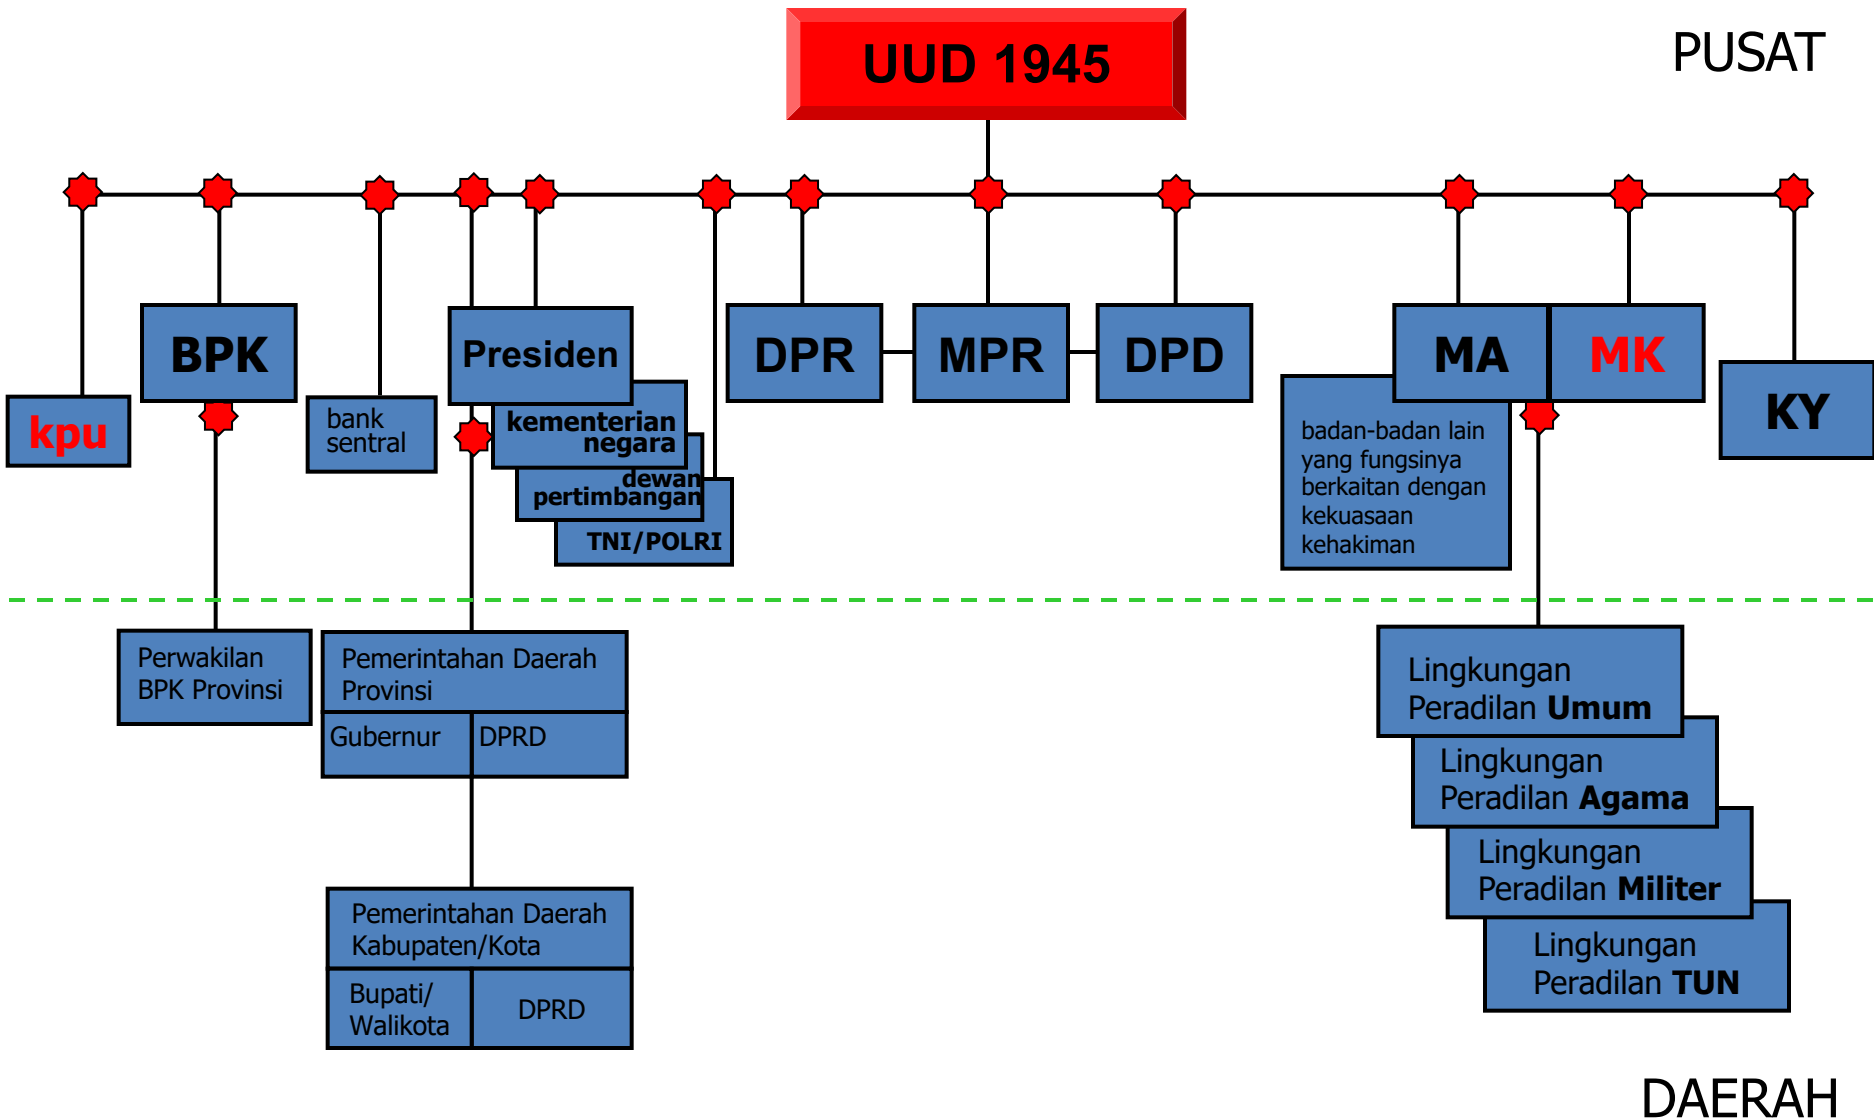 UUD 1945
PUSAT
kpu
BPK
bank
sentral
Presiden
kementerian
negara
dewan
pertimbangan
TNI/POLRI
DPR
MPR
DPD
MA
MK
KY
badan-badan lain
yang fungsinya
berkaitan dengan
kekuasaan
kehakiman
Perwakilan
BPK Provinsi
Pemerintahan Daerah
Provinsi
Gubernur
DPRD
Pemerintahan Daerah
Kabupaten/Kota
Bupati/
Walikota
DPRD
Lingkungan
Peradilan Umum
Lingkungan
Peradilan Agama
Lingkungan
Peradilan Militer
Lingkungan
Peradilan TUN
DAERAH